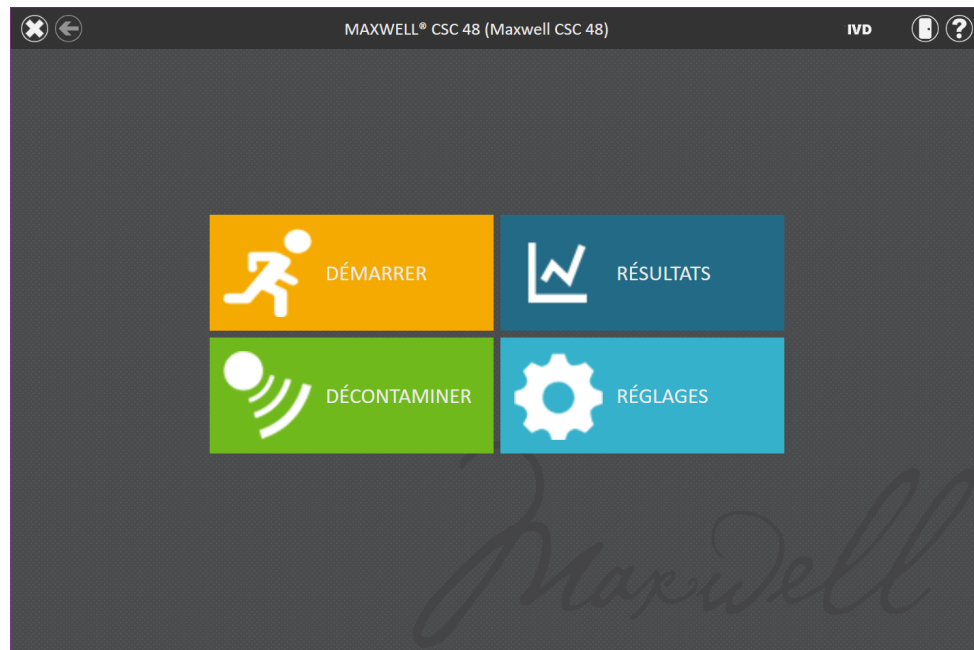 MAXWELL® CSC 48 (Maxwell CSC 48)
IVD
?
DÉMARRER
RÉSULTATS
DÉCONTAMINER
RÉGLAGES
Maxwell